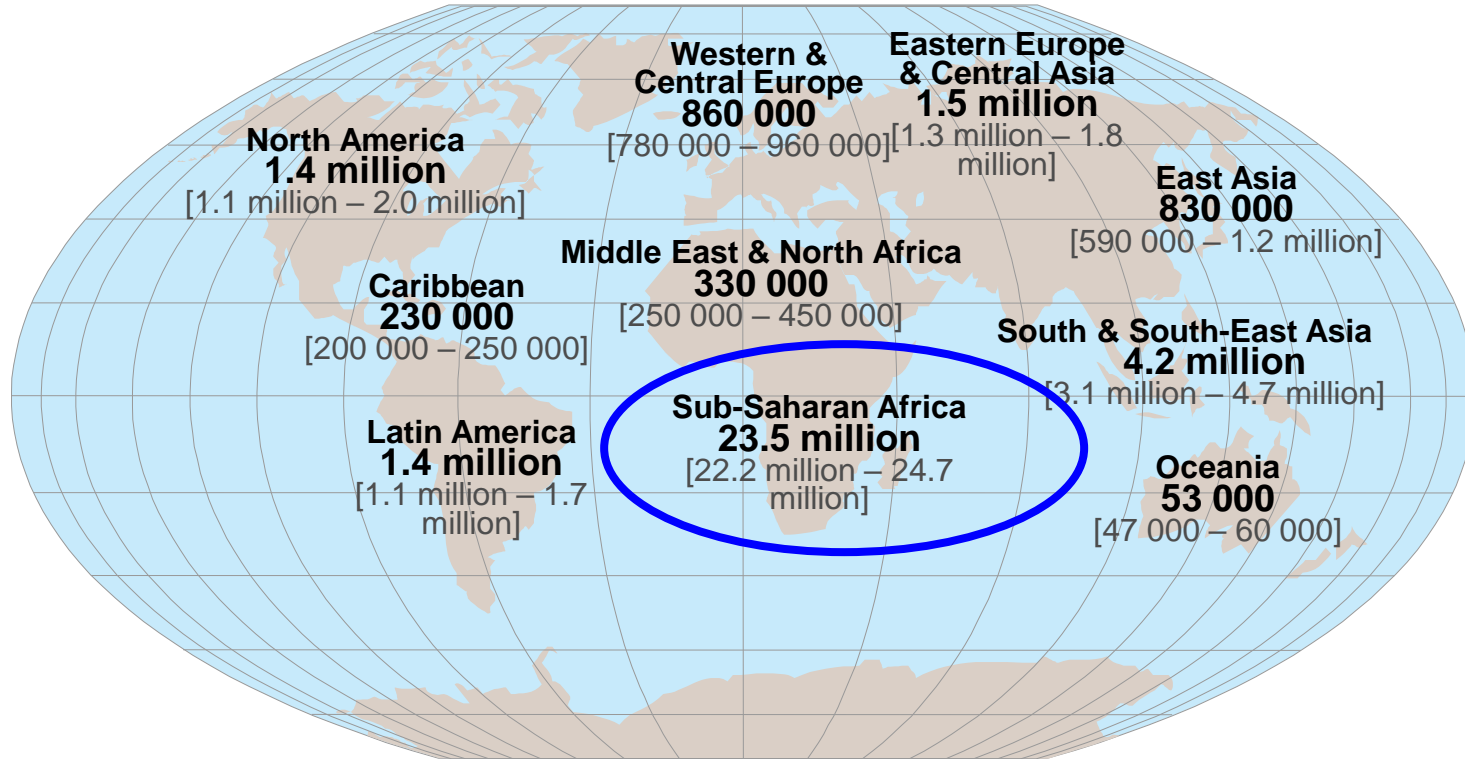 Western &
Central Europe
860 000
[780 000 – 960 000]
Eastern Europe
& Central Asia
1.5 million
[1.3 million – 1.8
million]
North America
1.4 million
[1.1 million – 2.0 million]
East Asia
830 000
[590 000 – 1.2 million]
Middle East & North Africa
330 000
[250 000 – 450 000]
Caribbean
230 000
[200 000 – 250 000]
South & South-East Asia
4.2 million
[3.1 million – 4.7 million]
Sub-Saharan Africa
23.5 million
[22.2 million – 24.7
million]
Latin America
1.4 million
[1.1 million – 1.7
million]
Oceania
53 000
[47 000 – 60 000]